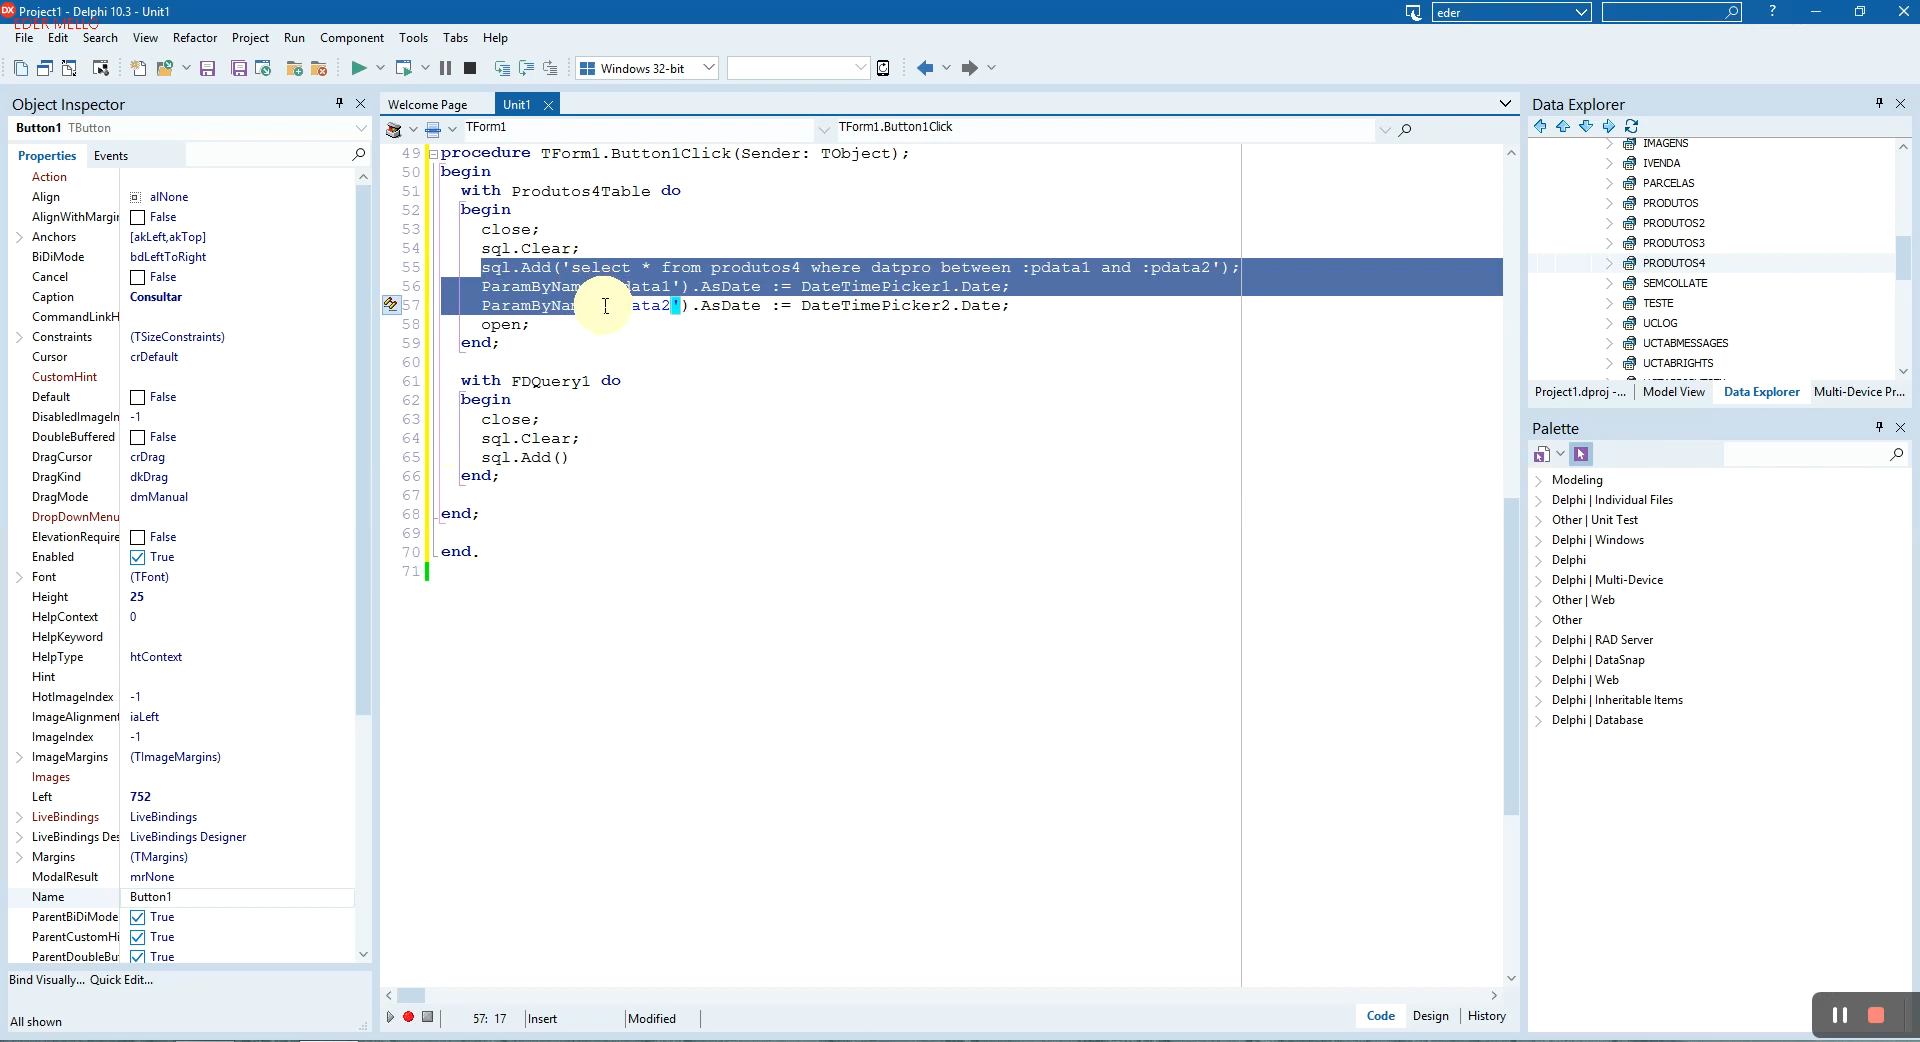 Project1 - Delphi 10.3 - Unit1
eder
EDER MELLO
File Edit Search View Refactor Project Run Component Tools Tabs Help
Windows 32-bit
Object Inspector
Button1 TButton
Properties Events
Action
Align alNone
AlignWithMargir False
Anchors [akLeft,akTop]
BiDiMode bdLeftToRight
Cancel False
Caption Consultar
CommandLinkH
Constraints (TSizeConstraints)
Cursor crDefault
CustomHint
Default False
DisabledImageIn -1
DoubleBuffered False
DragCursor crDrag
DragKind dkDrag
DragMode dmManual
DropDownMenu
ElevationRequire False
Enabled True
Font (TFont)
Height 25
HelpContext 0
HelpKeyword
HelpType htContext
Hint
HotImageIndex -1
ImageAlignment iaLeft
ImageIndex -1
ImageMargins (TImageMargins)
Images
Left 752
LiveBindings LiveBindings
LiveBindings Des LiveBindings Designer
Margins (TMargins)
ModalResult mrNone
Name Button1
ParentBiDiMode True
ParentCustomHi True
ParentDoubleBu True
Bind Visually... Quick Edit...
All shown
Welcome Page Unit1
TForm1 TForm1.Button1Click
49 procedure TForm1.Button1Click(Sender: TObject);
50 begin
51 with Produtos4Table do
52 begin
53 close;
54 sql.Clear;
55 sql.Add('select * from produtos4 where datpro between :pdata1 and :pdata2');
56 ParamByNam data1').AsDate := DateTimePicker1.Date;
57 ParamByNam ata2').AsDate := DateTimePicker2.Date;
58 open;
59 end;
60
61 with FDQuery1 do
62 begin
63 close;
64 sql.Clear;
65 sql.Add()
66 end;
67
68 end;
69
70 end.
71
57: 17 Insert Modified
Code Design History
Data Explorer
IMAGENS
IVENDA
PARCELAS
PRODUTOS
PRODUTOS2
PRODUTOS3
PRODUTOS4
SEMCOLLATE
TESTE
UCLOG
UCTABMESSAGES
UCTABRIGHTS
Project1.dproj -... Model View Data Explorer Multi-Device Pr...
Palette
Modeling
Delphi | Individual Files
Other | Unit Test
Delphi | Windows
Delphi
Delphi | Multi-Device
Other | Web
Other
Delphi | RAD Server
Delphi | DataSnap
Delphi | Web
Delphi | Inheritable Items
Delphi | Database